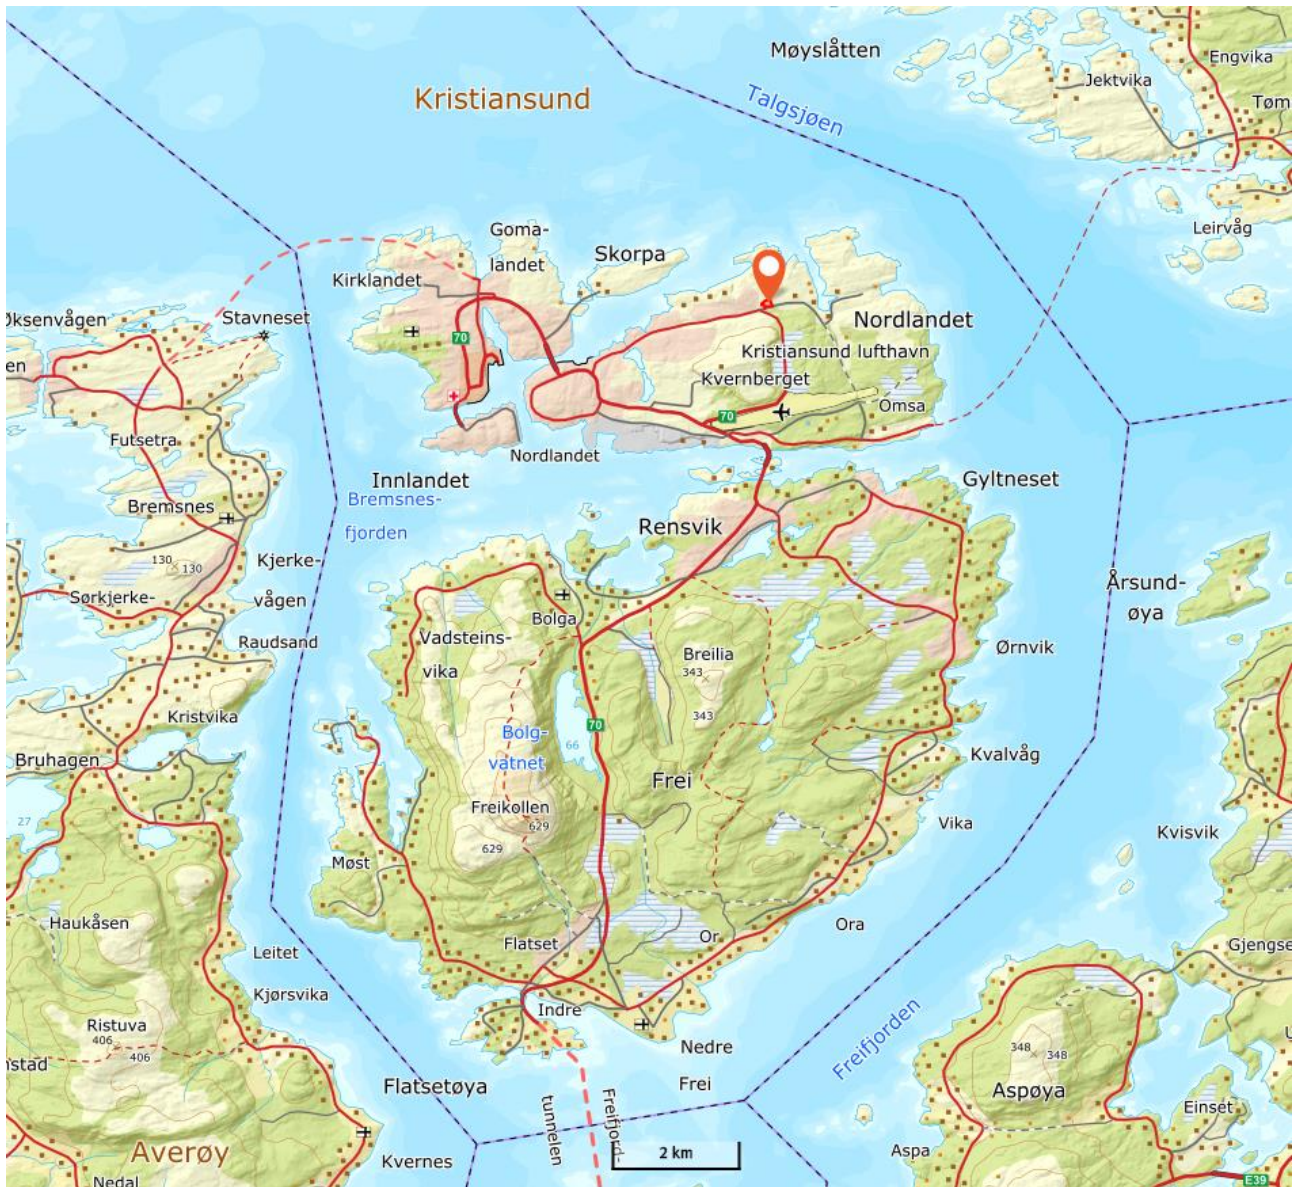 Møyslåtten
Engvika
Jektvika
Tøm
Kristiansund
Talgsjøen
Leirvåg
Goma-
landet
Skorpa
Kirklandet
Øksenvågen
Stavneset
70
Nordlandet
Kristiansund lufthavn
en
Kvernberget
70
Omsa
Futsetra
Nordlandet
Innlandet
Gyltneset
Bremsnes
Bremsnes-
fjorden
Rensvik
130
130
Kjerke-
vågen
Sørkjerke-
Årsund-
øya
Bolga
Raudsand
Vadsteins-
vika
Breilia
343
343
Ørnvik
Kristvika
70
Bolg-
vatnet
66
Bruhagen
Kvalvåg
Frei
Freikollen
629
629
27
Vika
Kvisvik
Møst
Haukåsen
Flatset
Or
Ora
Leitet
Gjengse
Kjørsvika
Indre
Ristuva
406
406
nstad
Nedre
Frei
Freifjorden
348
348
Aspøya
Flatsetøya
Freifjord-
tunnelen
Einset
Averøy
Kvernes
2 km
Aspa
Nedal
E39